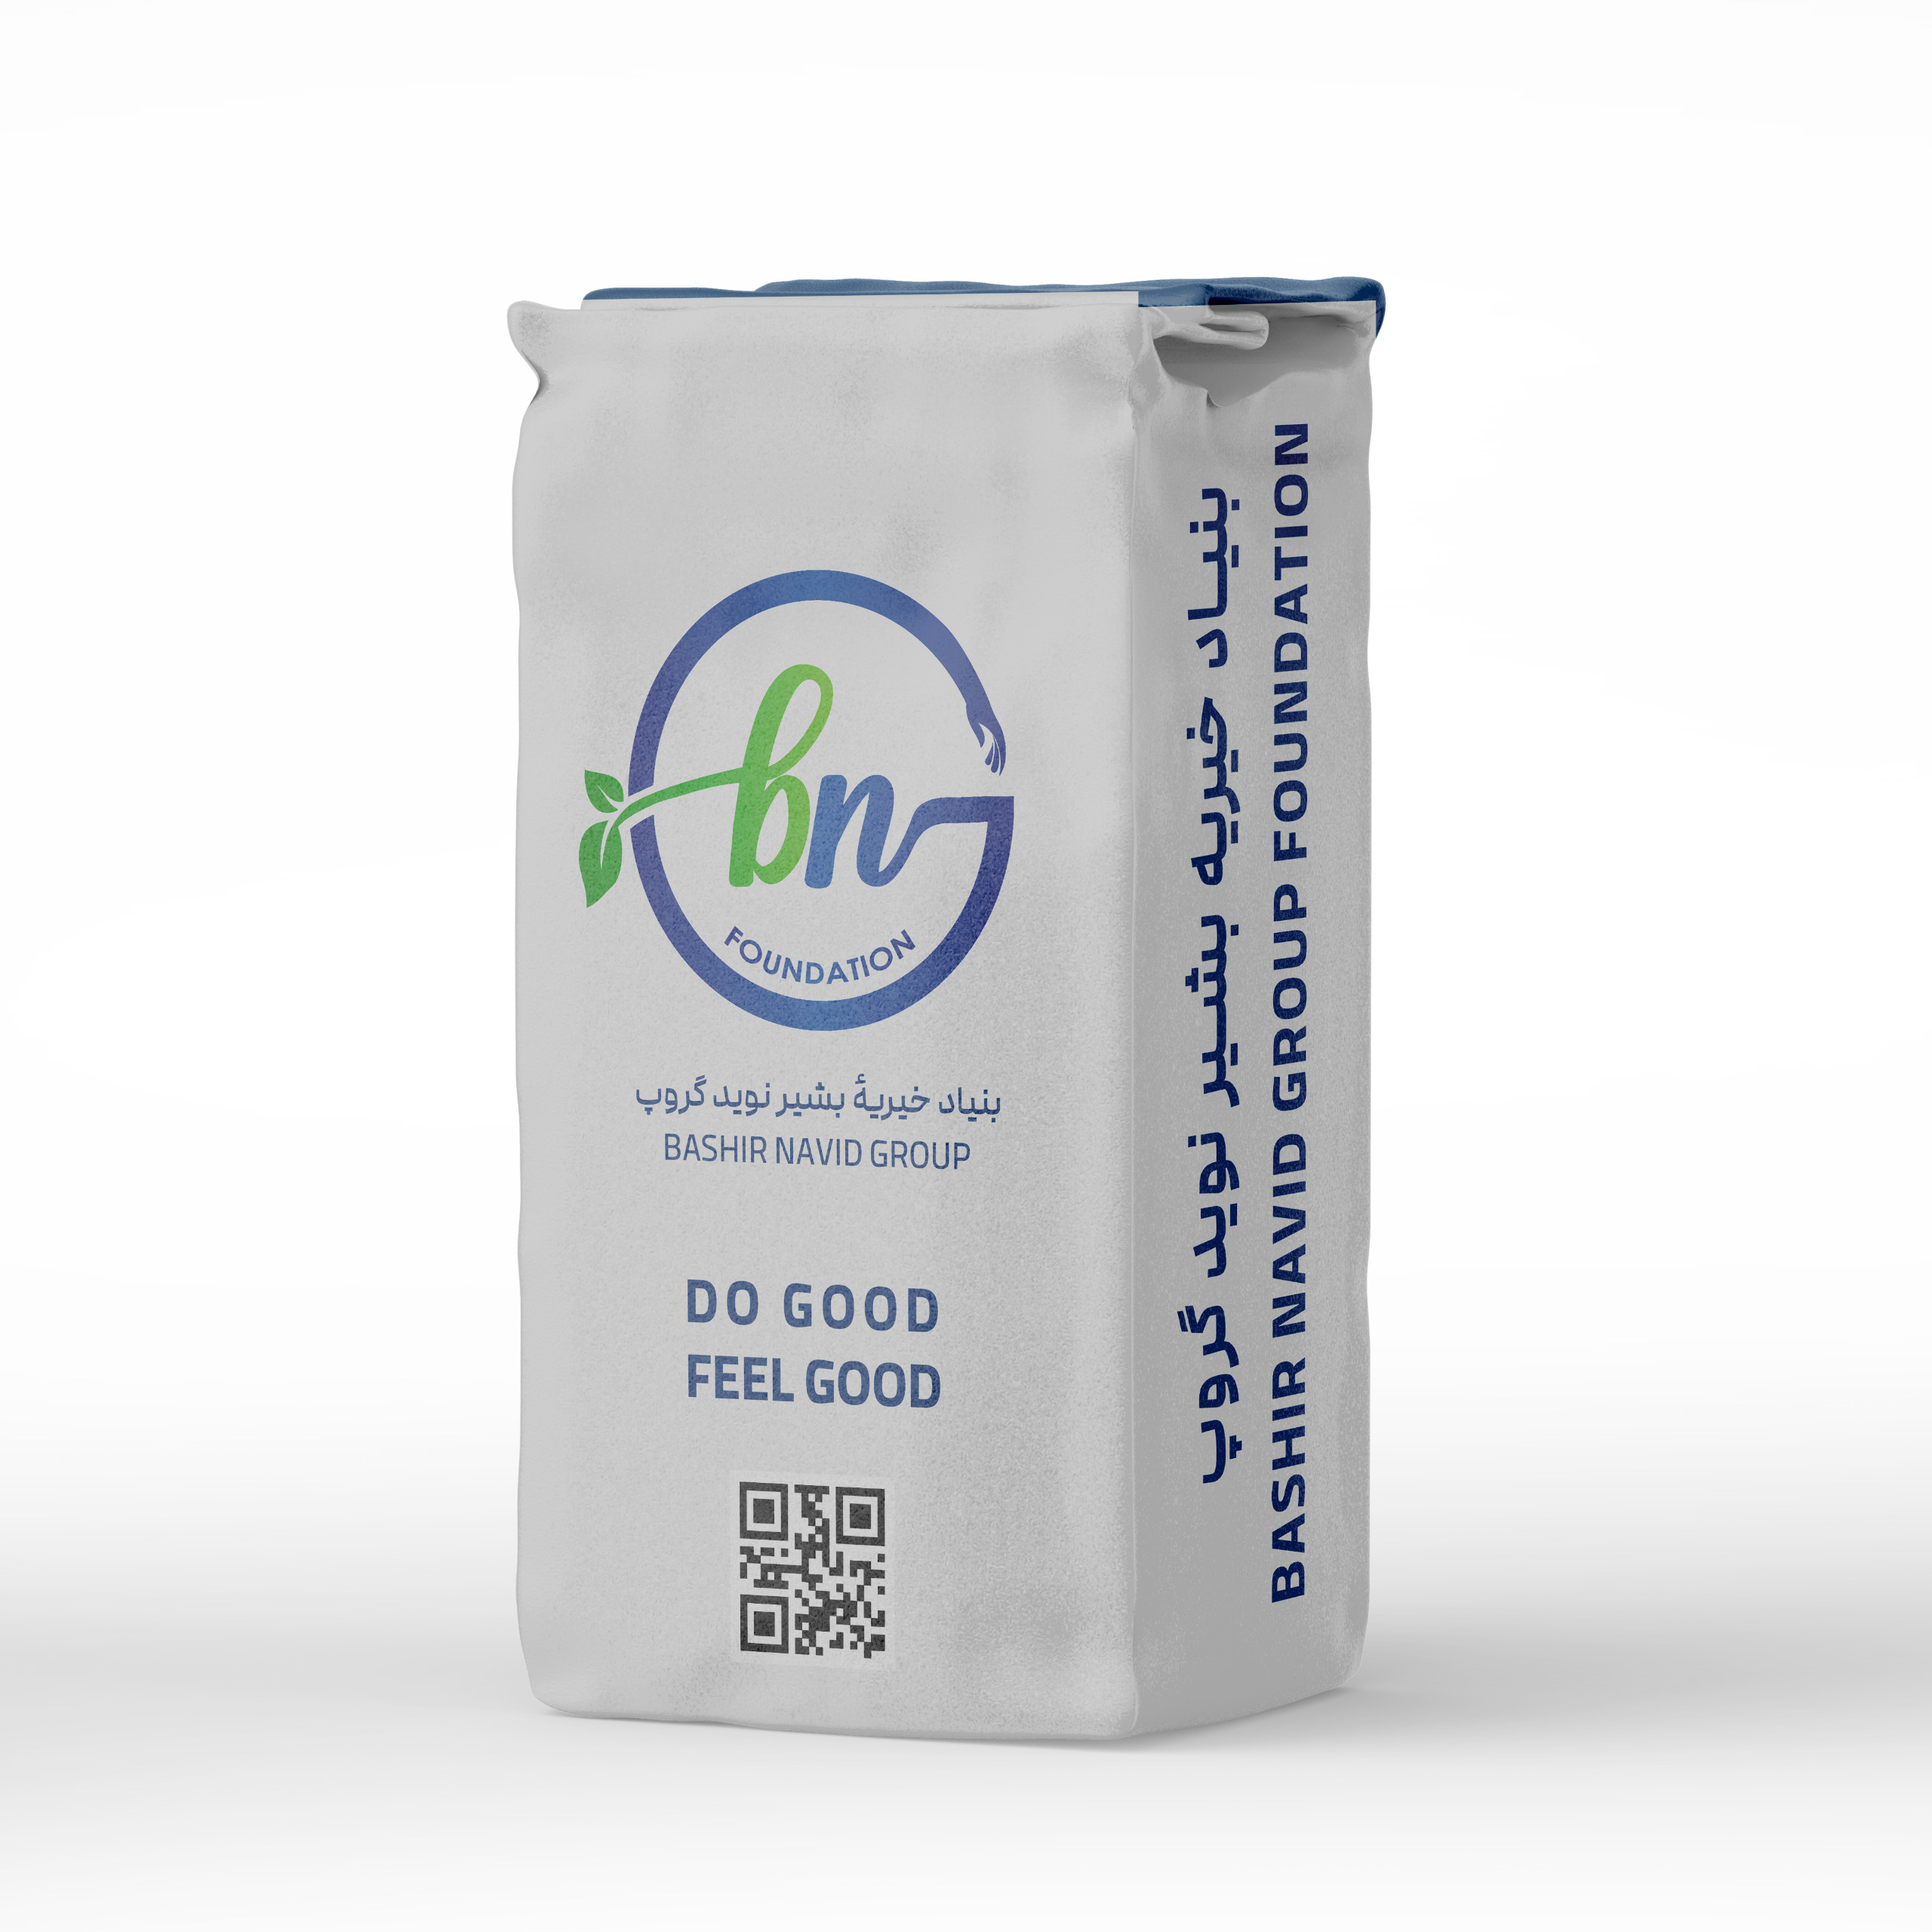 bn
FOUNDATION
بنیاد خیریهٔ بشیر نوید گروپ
BASHIR NAVID GROUP
DO GOOD
FEEL GOOD
بنیاد خیریه بشیر نوید گروپ
BASHIR NAVID GROUP FOUNDATION